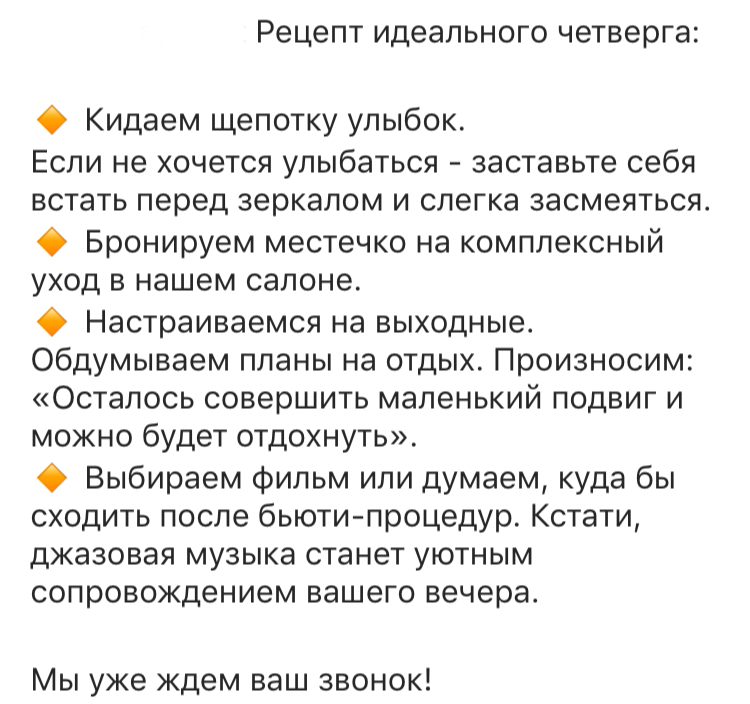 Рецепт идеального четверга:
🔸 Кидаем щепотку улыбок.
Если не хочется улыбаться - заставьте себя
встать перед зеркалом и слегка засмеяться.
🔸 Бронируем местечко на комплексный
уход в нашем салоне.
🔸 Настраиваемся на выходные.
Обдумываем планы на отдых. Произносим:
«Осталось совершить маленький подвиг и
можно будет отдохнуть».
🔸 Выбираем фильм или думаем, куда бы
сходить после бьюти-процедур. Кстати,
джазовая музыка станет уютным
сопровождением вашего вечера.
Мы уже ждем ваш звонок!